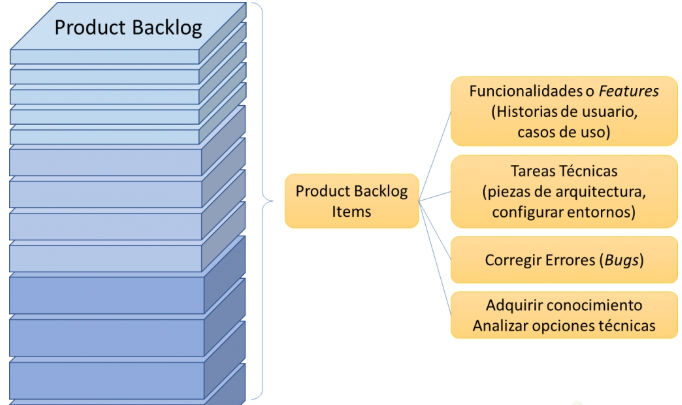 Product Backlog
Product Backlog
Items
Funcionalidades o Features
(Historias de usuario,
casos de uso)
Tareas Técnicas
(piezas de arquitectura,
configurar entornos)
Corregir Errores (Bugs)
Adquirir conocimiento
Analizar opciones técnicas